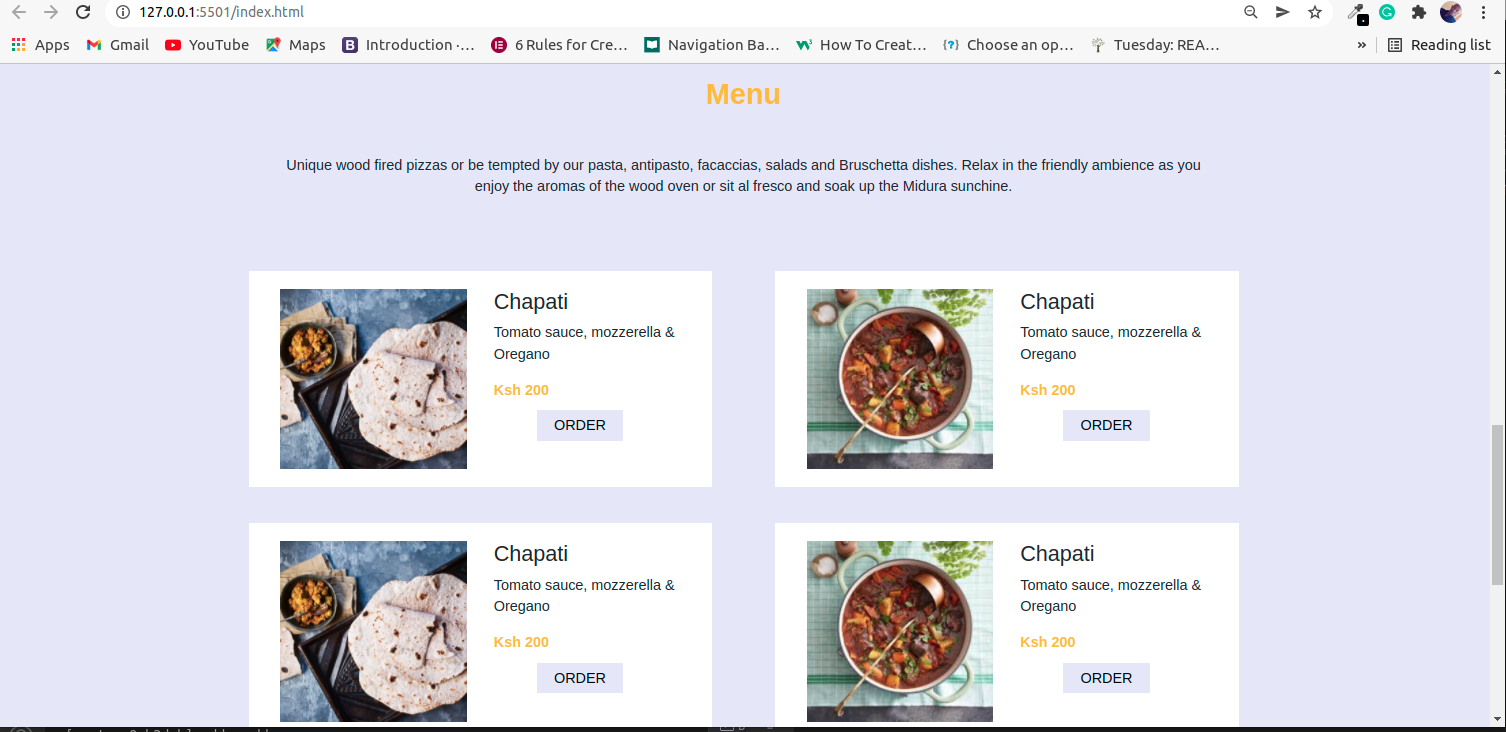 127.0.0.1:5501/index.html
Apps Gmail YouTube Maps Introduction ·... 6 Rules for Cre... Navigation Ba... How To Creat... Choose an op... Tuesday: REA... » Reading list
Menu
Unique wood fired pizzas or be tempted by our pasta, antipasto, facaccias, salads and Bruschetta dishes. Relax in the friendly ambience as you
enjoy the aromas of the wood oven or sit al fresco and soak up the Midura sunchine.
Chapati
Tomato sauce, mozzerella &
Oregano
Ksh 200
ORDER
Chapati
Tomato sauce, mozzerella &
Oregano
Ksh 200
ORDER
Chapati
Tomato sauce, mozzerella &
Oregano
Ksh 200
ORDER
Chapati
Tomato sauce, mozzerella &
Oregano
Ksh 200
ORDER